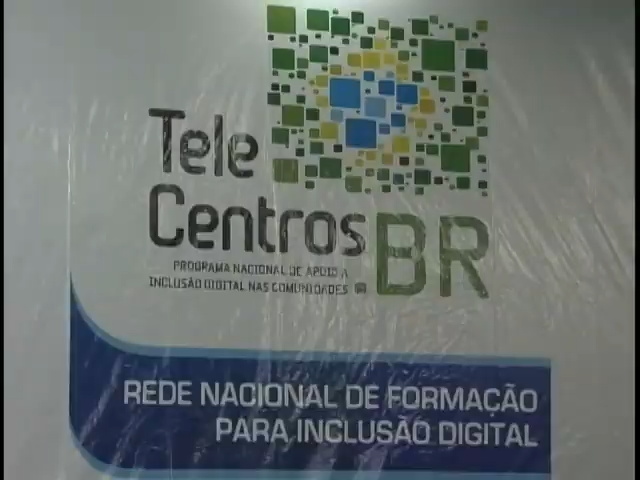 Tele
Centros BR
PROGRAMA NACIONAL DE APOIO A
INCLUSÃO DIGITAL NAS COMUNIDADES
REDE NACIONAL DE FORMAÇÃO
PARA INCLUSÃO DIGITAL